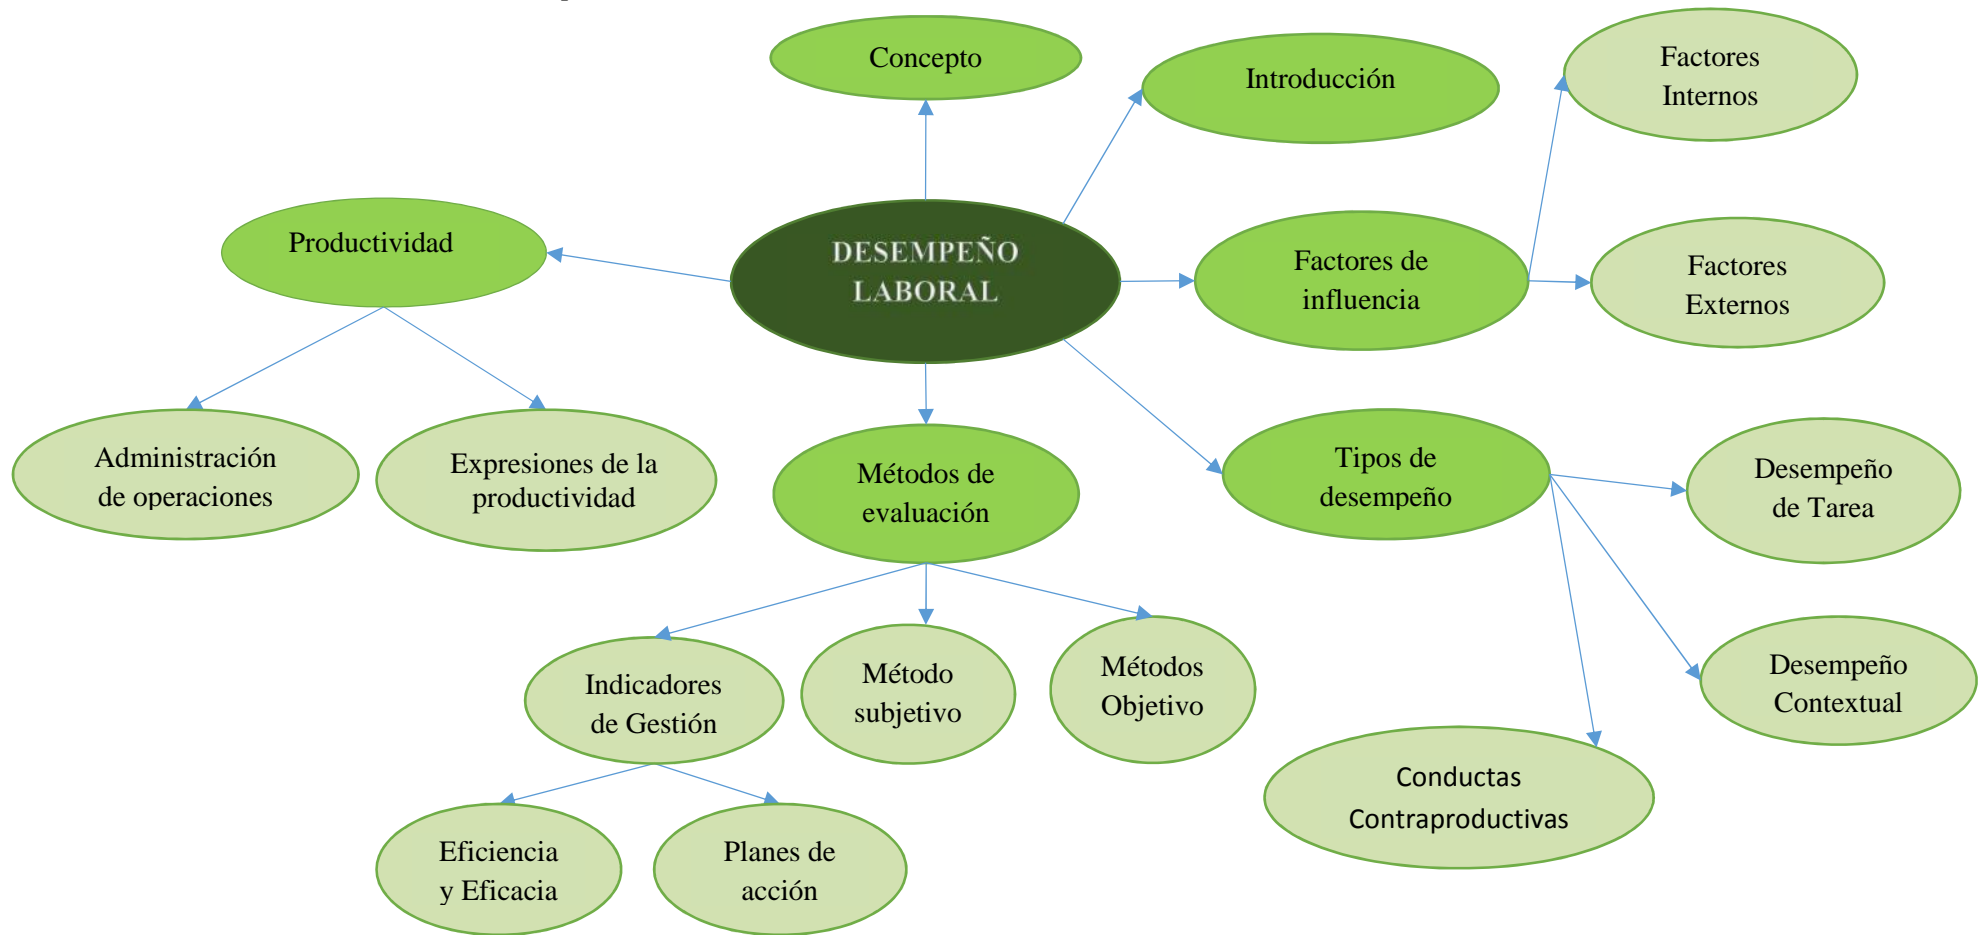 Concepto
Introducción
Factores
Internos
Productividad
DESEMPEÑO
LABORAL
Factores de
influencia
Factores
Externos
Administración
de operaciones
Expresiones de la
productividad
Métodos de
evaluación
Tipos de
desempeño
Desempeño
de Tarea
Indicadores
de Gestión
Método
subjetivo
Métodos
Objetivo
Desempeño
Contextual
Conductas
Contraproductivas
Eficiencia
y Eficacia
Planes de
acción